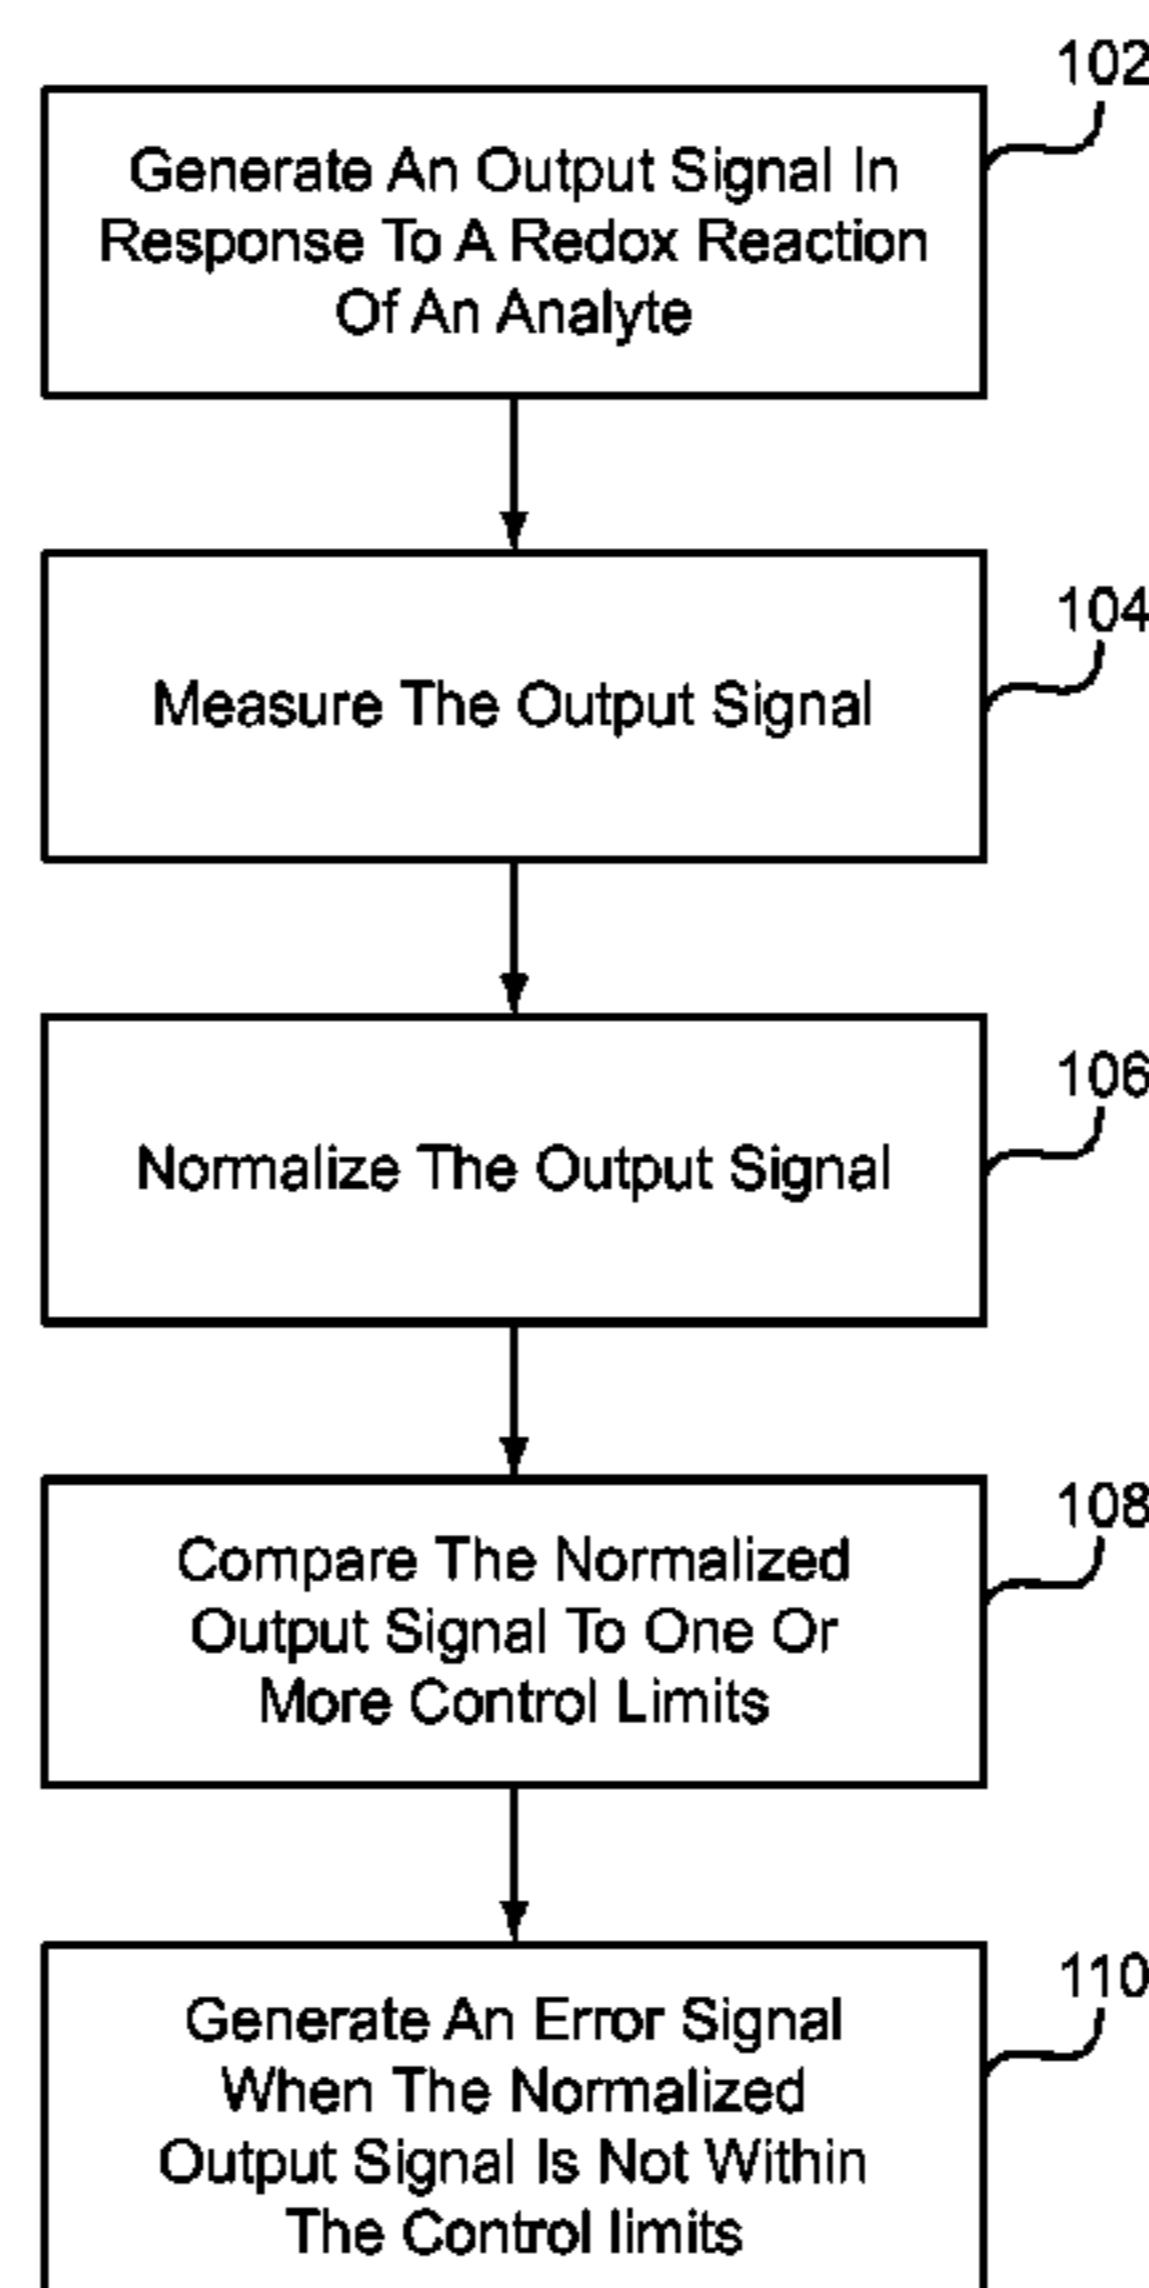 102
Generate An Output Signal In
Response To A Redox Reaction
Of An Analyte
104
Measure The Output Signal
106
Normalize The Output Signal
108
Compare The Normalized
Output Signal To One Or
More Control Limits
110
Generate An Error Signal
When The Normalized
Output Signal Is Not Within
The Control limits